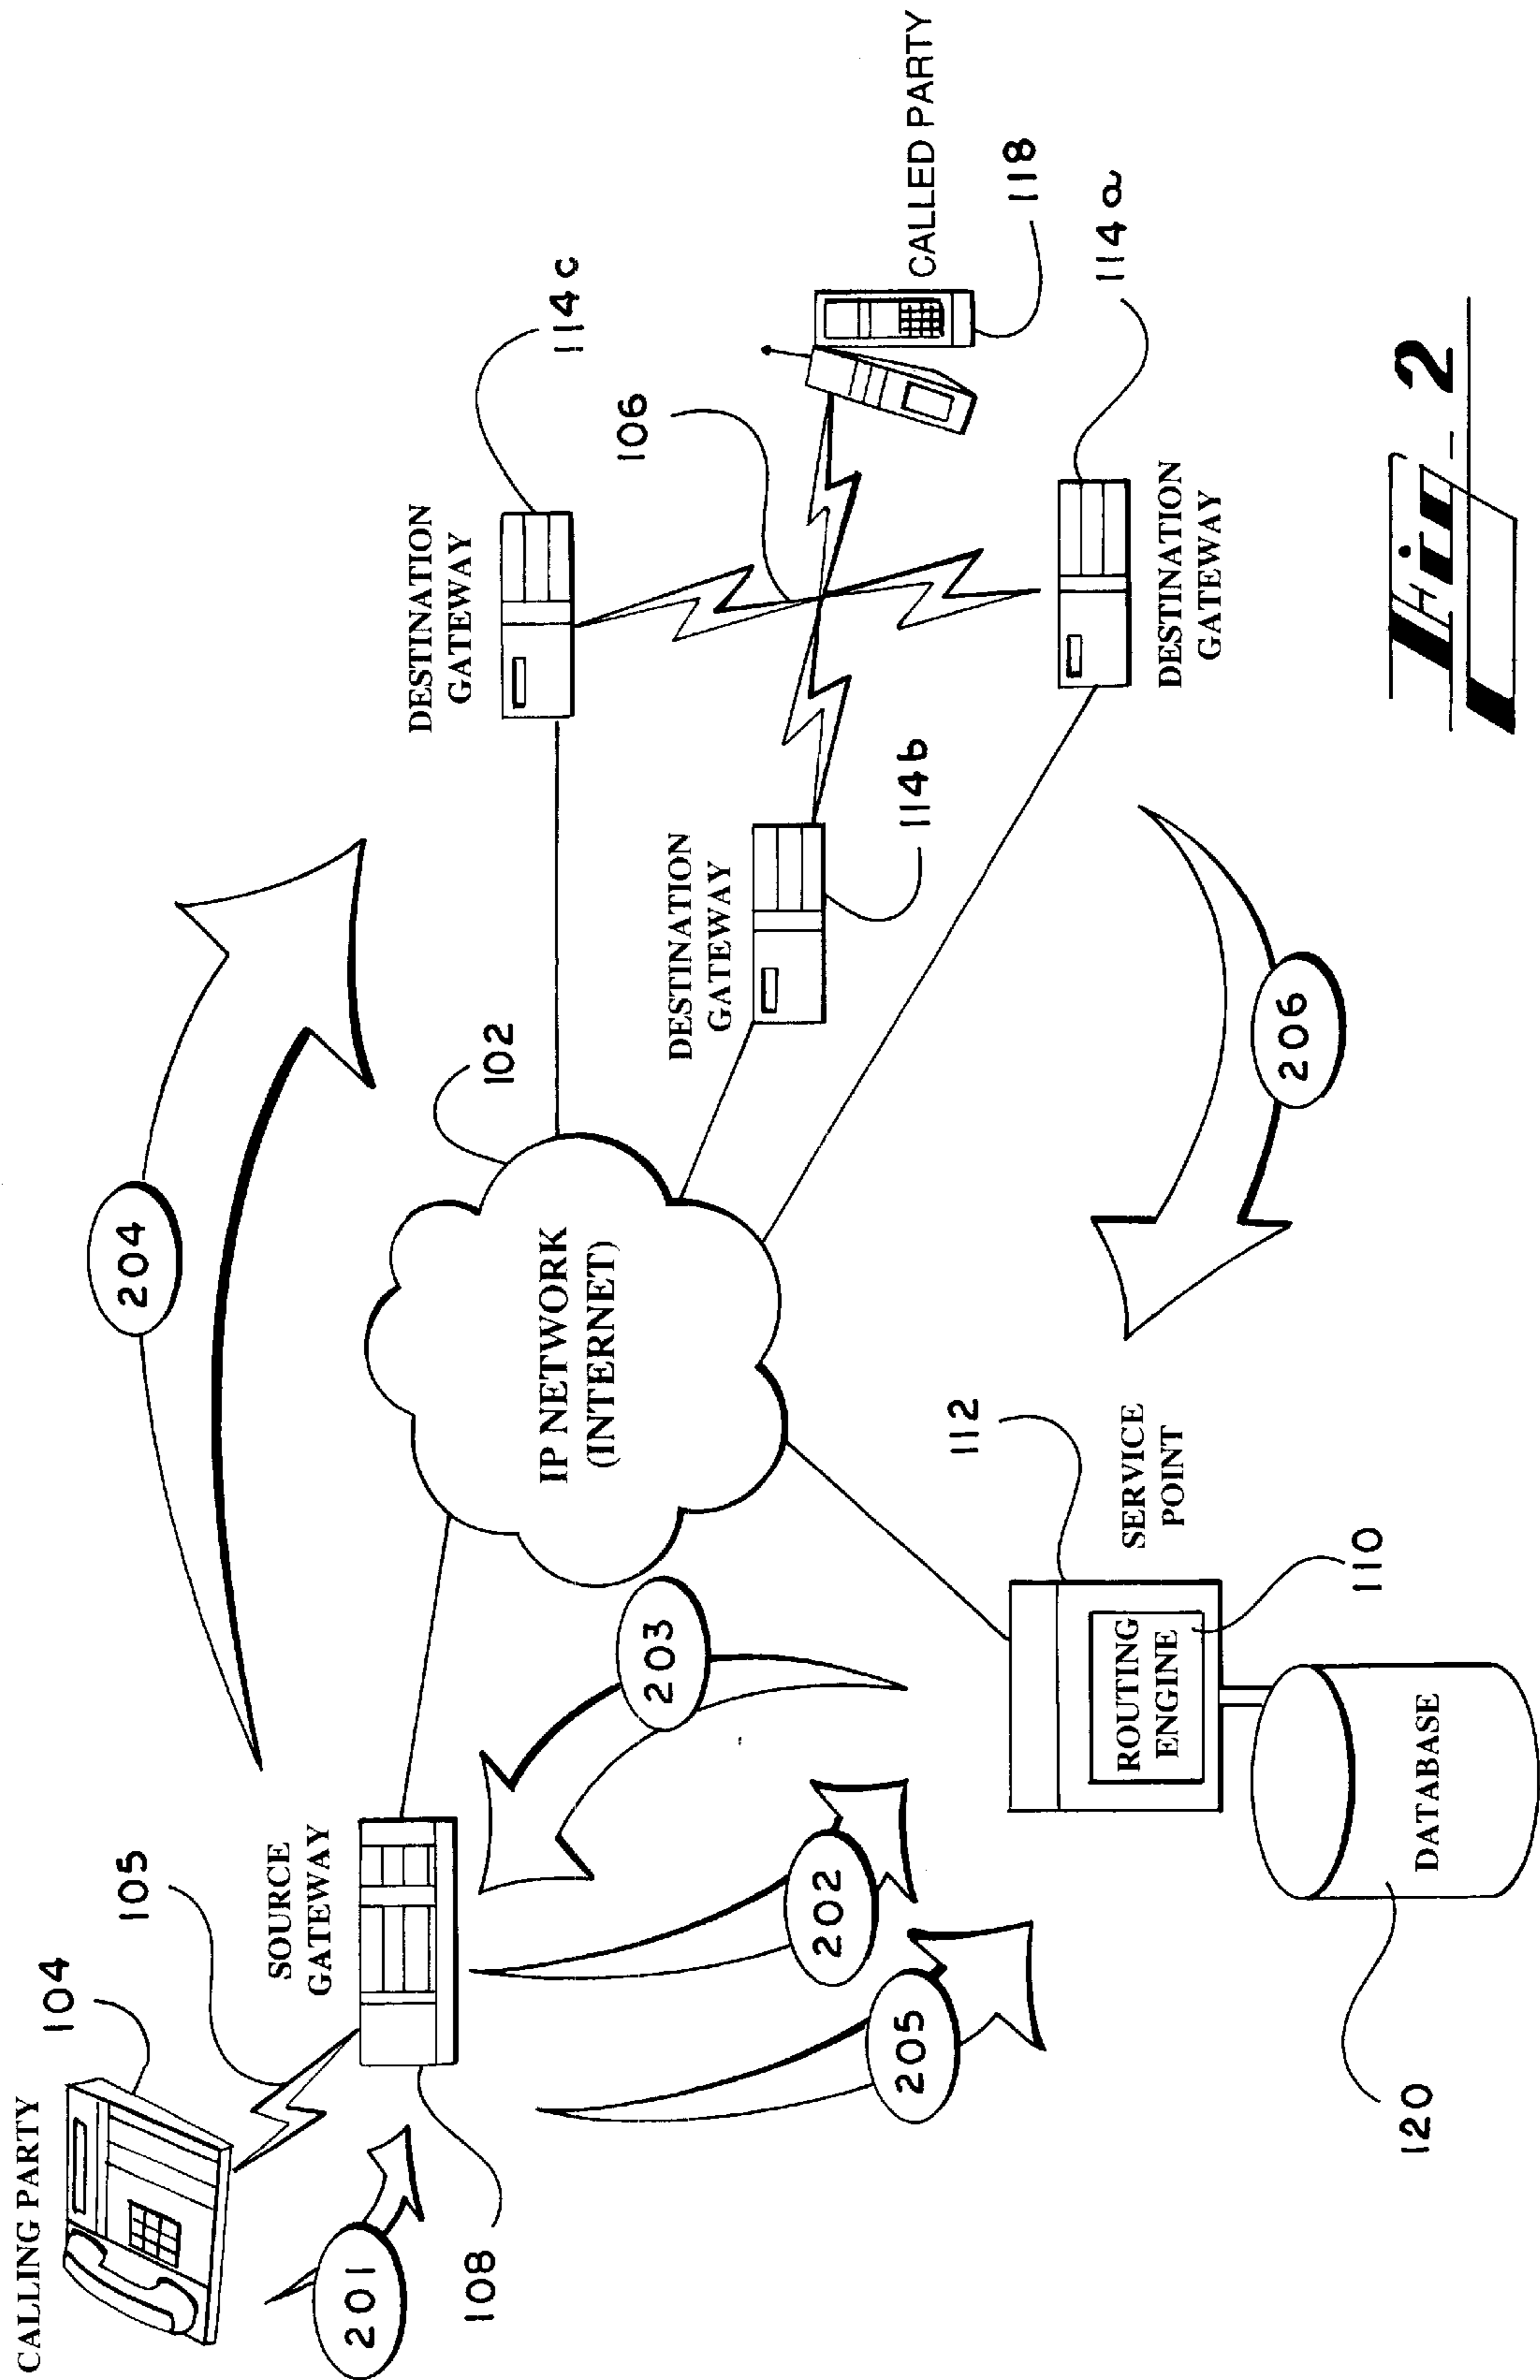 CALLING PARTY
104
105
204
SOURCE
GATEWAY
201
108
DESTINATION
GATEWAY
114c
102
IP NETWORK
(INTERNET)
106
203
DESTINATION
GATEWAY
114b
202
205
CALLED PARTY
118
112
SERVICE
POINT
114a
ROUTING
ENGINE
DESTINATION
GATEWAY
110
206
120
DATABASE
Fig. 2